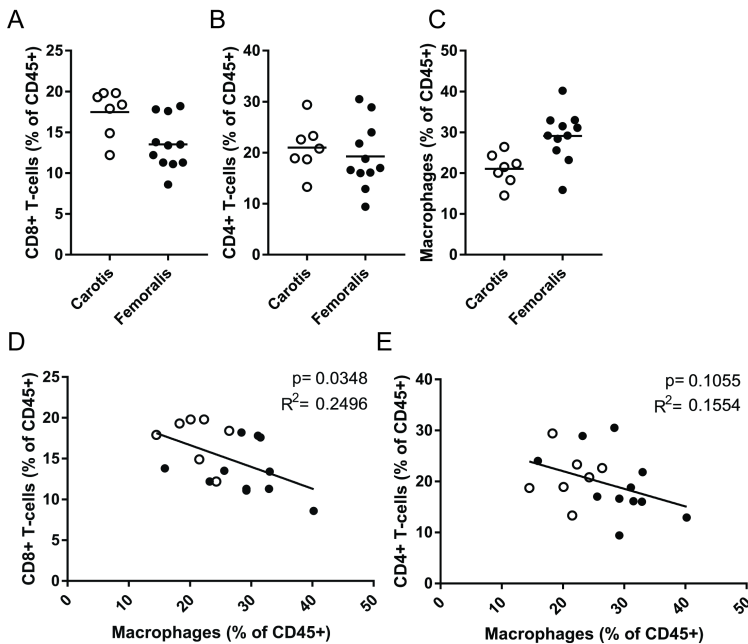 A
B
C
CD8+ T-cells (% of CD45+)
25
20
15
10
5
0
Carotis
Femoralis
CD4+ T-cells (% of CD45+)
40
30
20
10
0
Carotis
Femoralis
Macrophages (% of CD45+)
50
40
30
20
10
0
Carotis
Femoralis
D
E
CD8+ T-cells (% of CD45+)
25
20
15
10
5
0
p= 0.0348
R²= 0.2496
0
10
20
30
40
50
Macrophages (% of CD45+)
CD4+ T-cells (% of CD45+)
40
30
20
10
0
p= 0.1055
R²= 0.1554
0
10
20
30
40
50
Macrophages (% of CD45+)